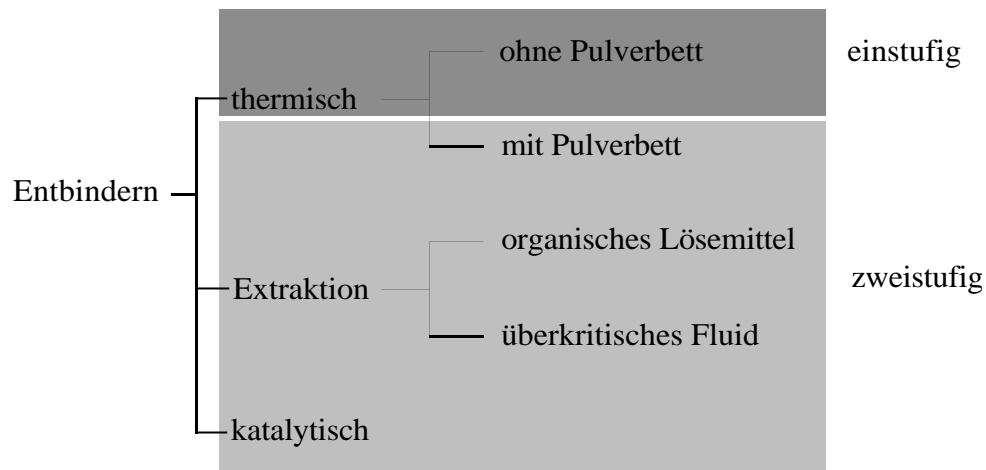 ohne Pulverbett
einstufig
thermisch
mit Pulverbett
Entbindern
organisches Lösemittel
zweistufig
Extraktion
überkritisches Fluid
katalytisch